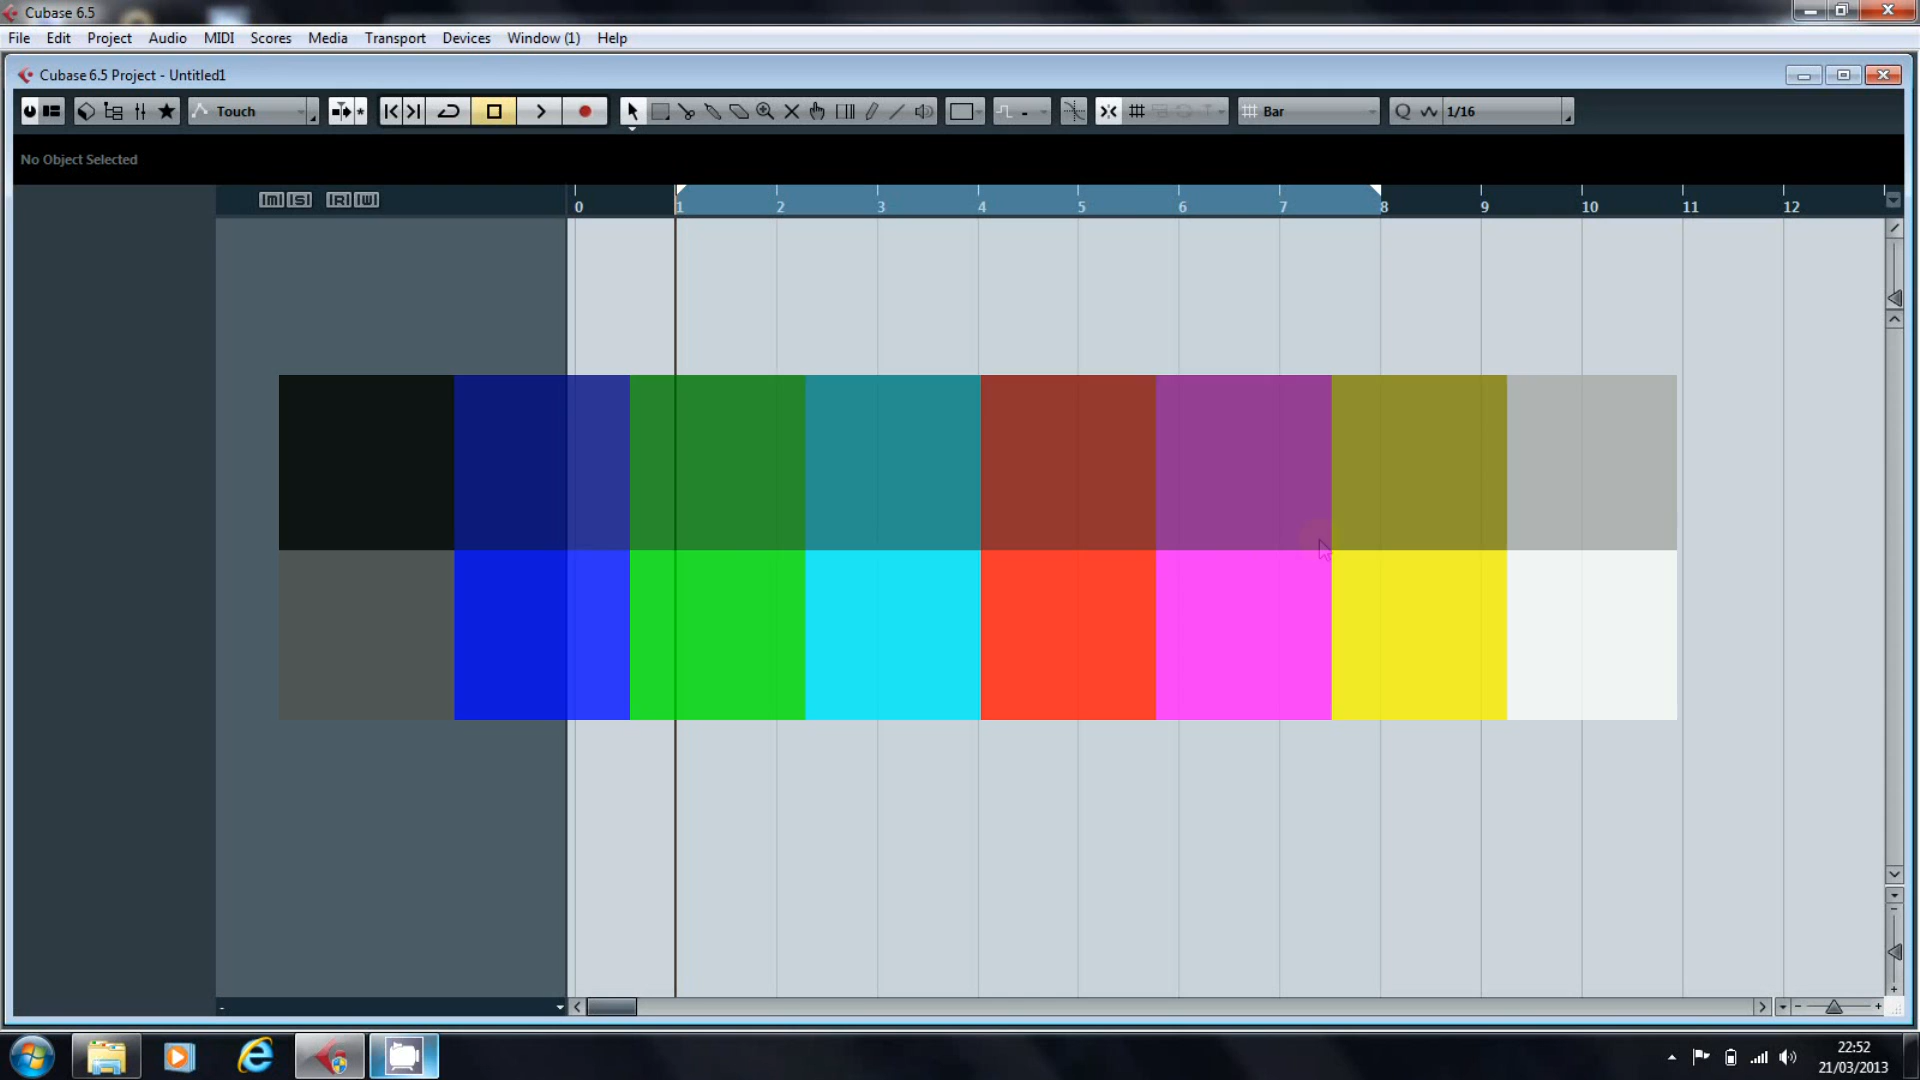 Cubase 6.5
File Edit Project Audio MIDI Scores Media Transport Devices Window (1) Help
Cubase 6.5 Project - Untitled1
Touch - Bar Q 1/16
No Object Selected
M S R W 0 1 2 3 4 5 6 7 8 9 10 11 12
22:52
21/03/2013